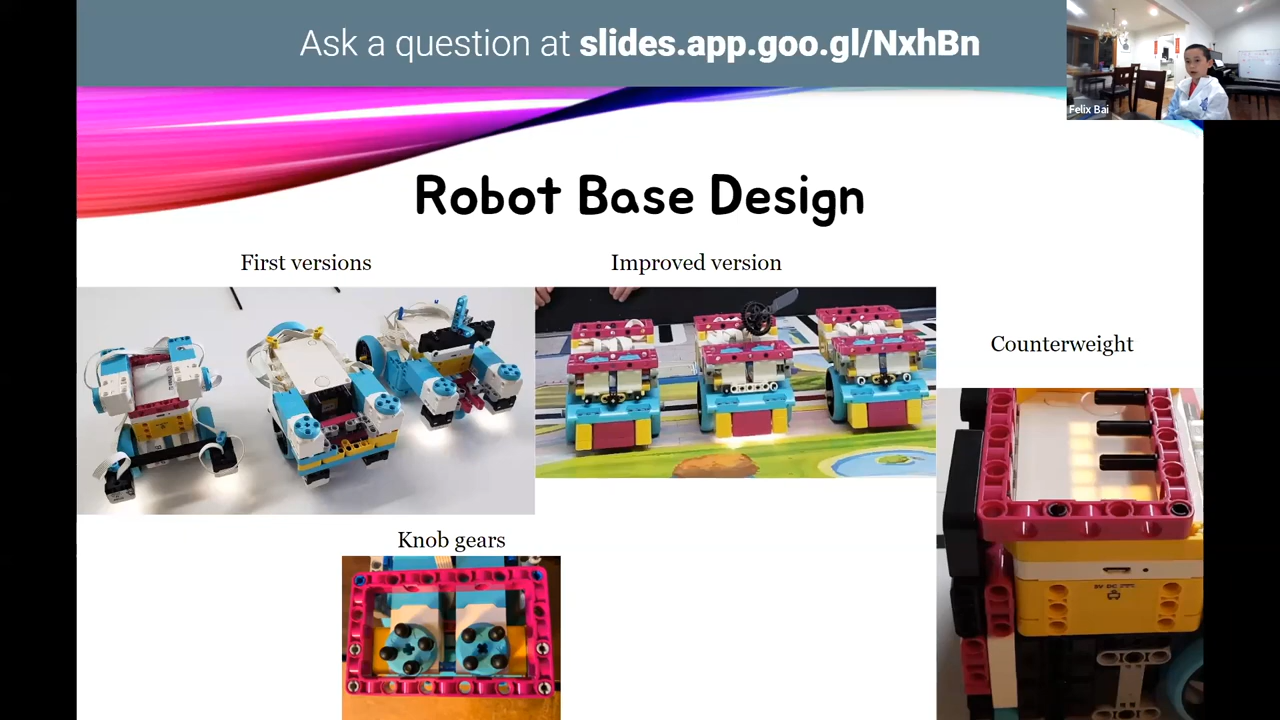 Ask a question at slides.app.goo.gl/NxhBn
Felix Bai
Robot Base Design
First versions
Improved version
Counterweight
Knob gears